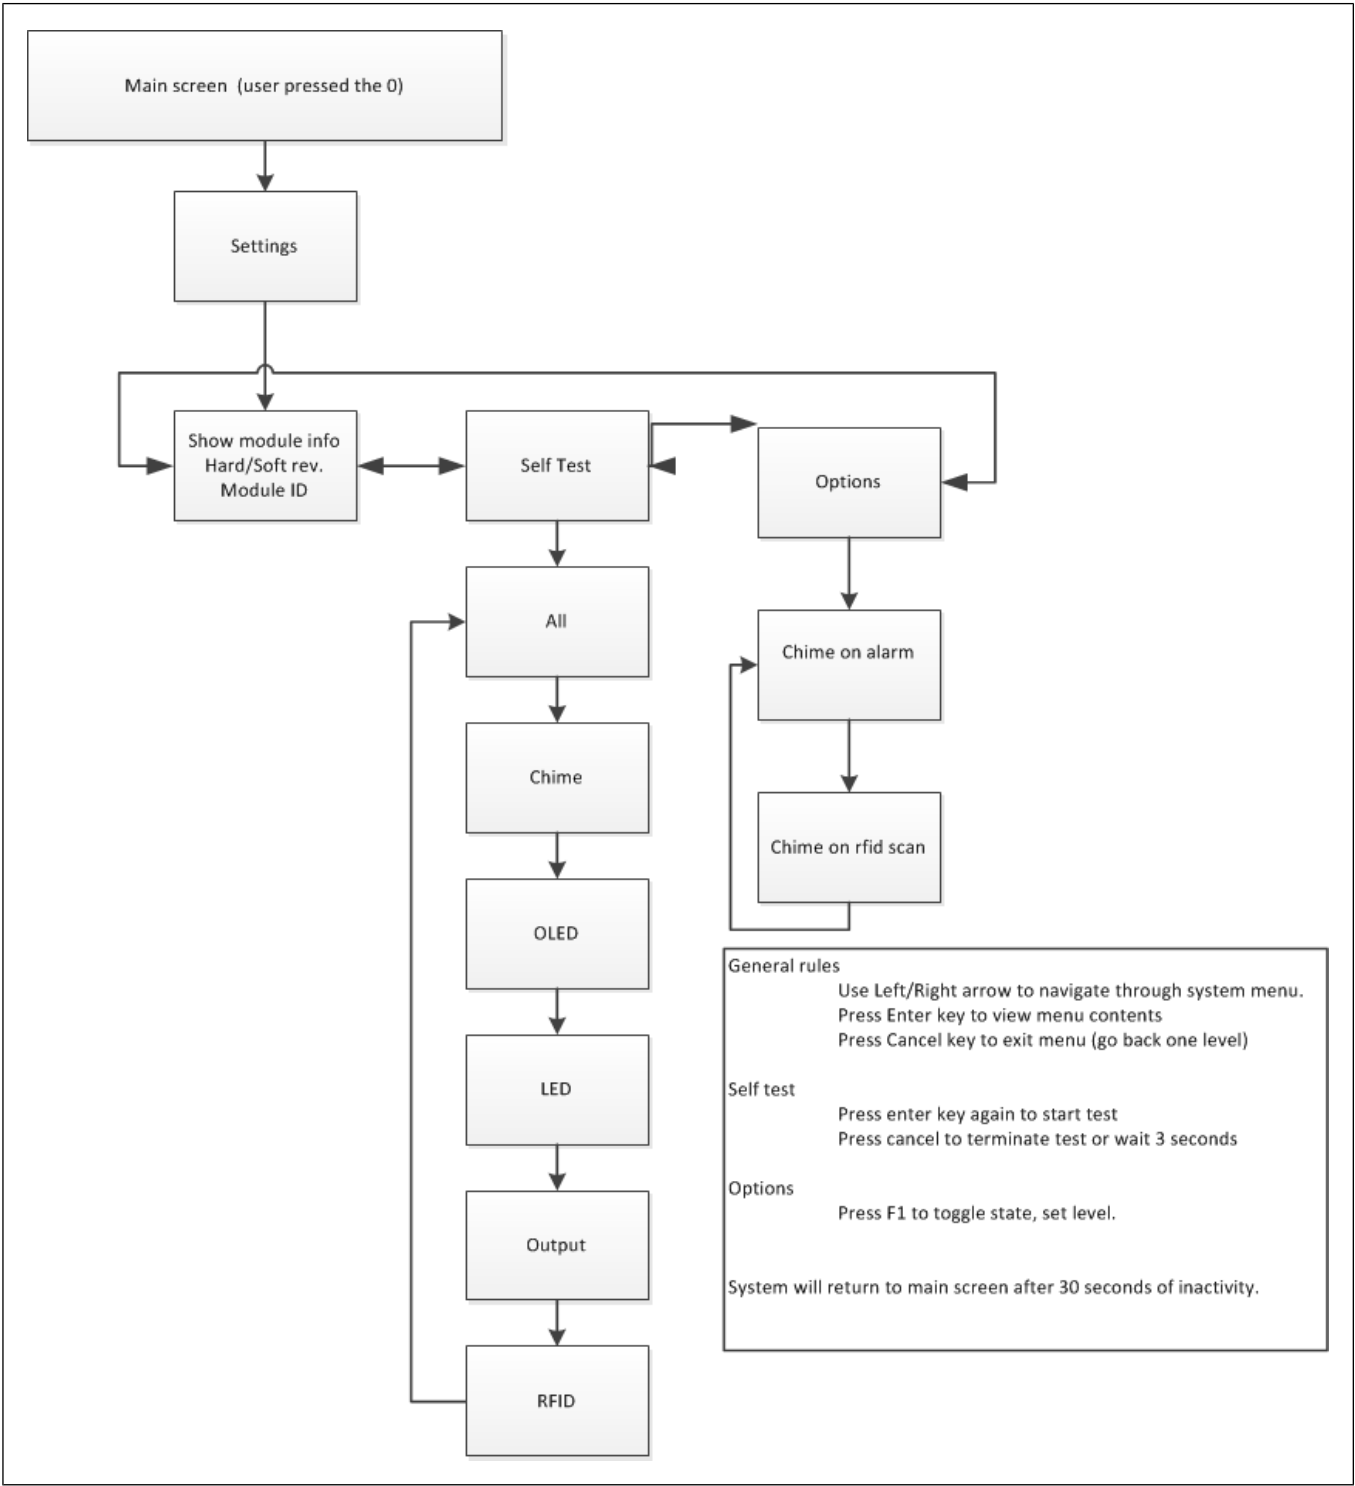 Main screen  (user pressed the 0)
Settings
Show module info
Hard/Soft rev.
Module ID
Self Test
Options
All
Chime on alarm
Chime
Chime on rfid scan
OLED
LED
Output
RFID
General rules
Use Left/Right arrow to navigate through system menu.
Press Enter key to view menu contents
Press Cancel key to exit menu (go back one level)
Self test
Press enter key again to start test
Press cancel to terminate test or wait 3 seconds
Options
Press F1 to toggle state, set level.
System will return to main screen after 30 seconds of inactivity.